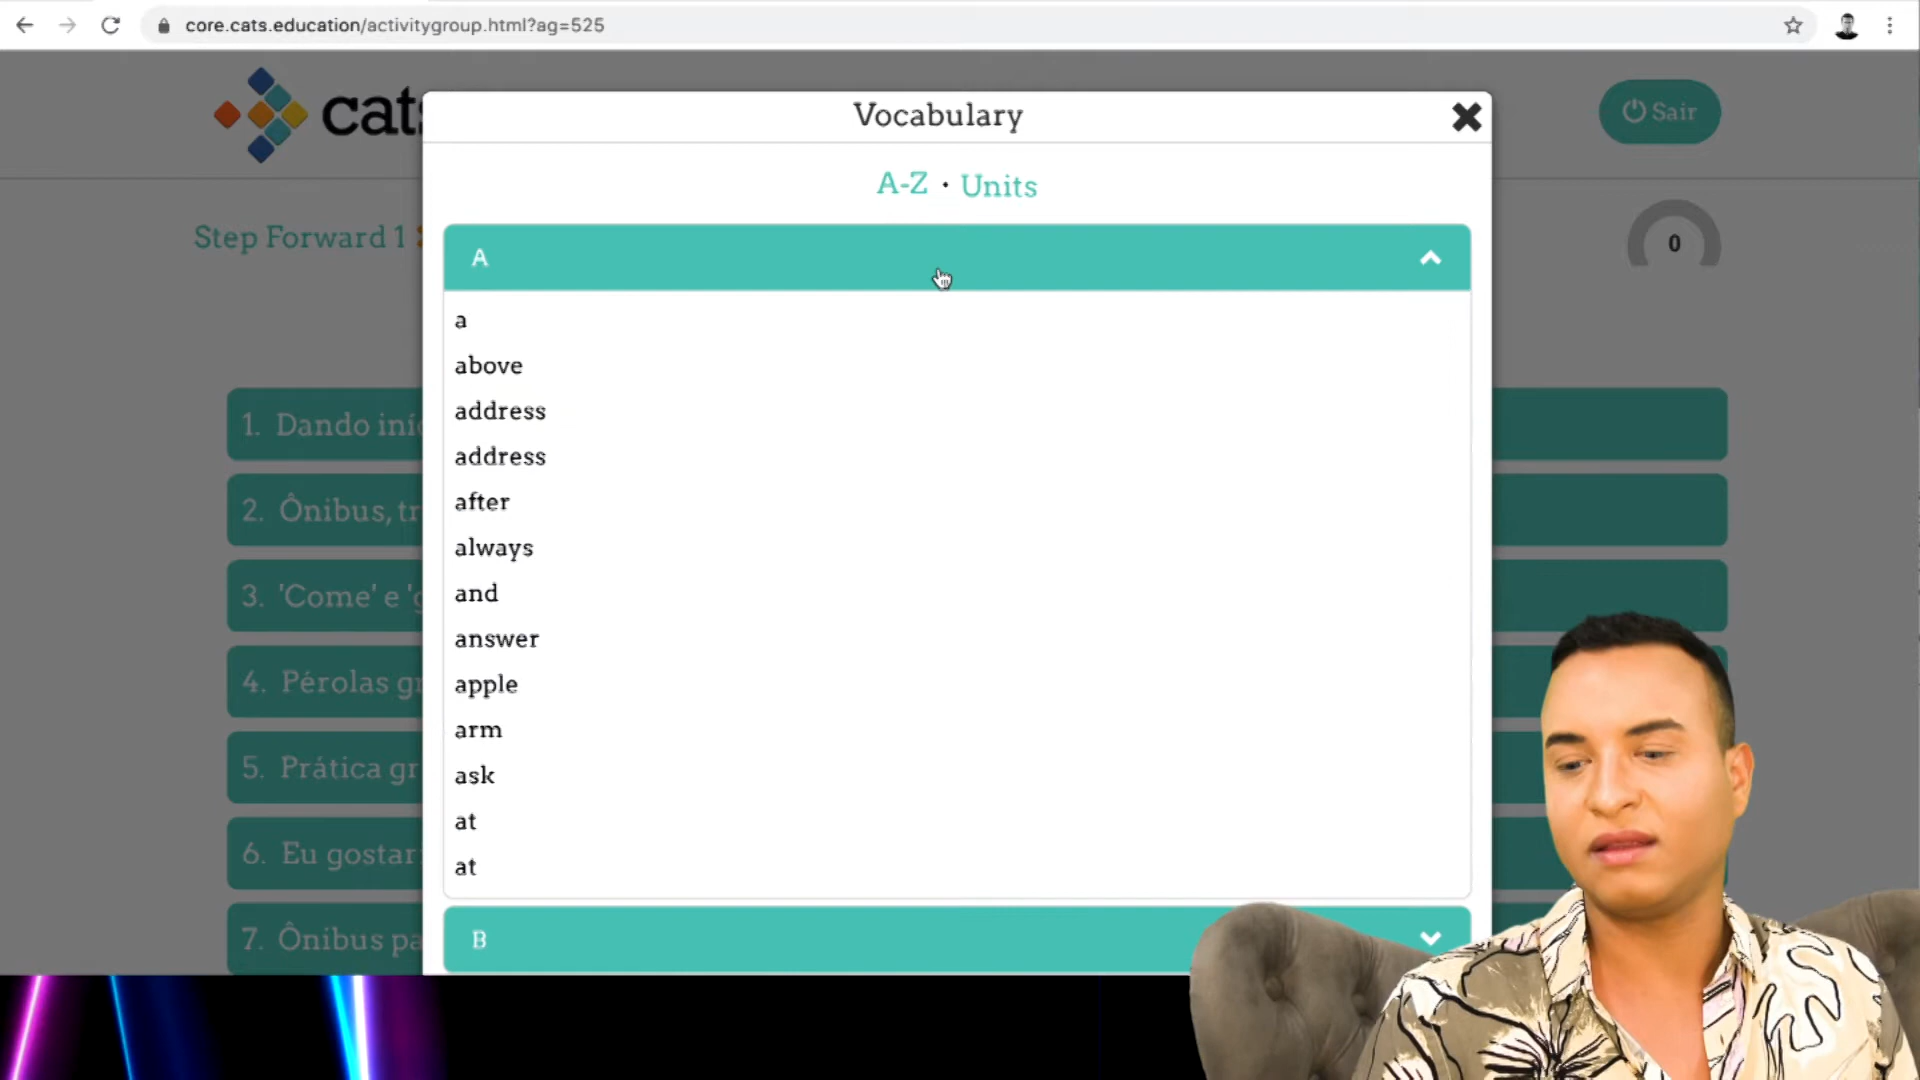 core.cats.education/activitygroup.html?ag=525
cats
Vocabulary
Sair
A-Z · Units
Step Forward 1
0
A
a
above
address
address
after
always
and
answer
apple
arm
ask
at
at
B
1. Dando iní
2. Ônibus, tr
3. 'Come' e 'g
4. Pérolas gr
5. Prática gr
6. Eu gostar
7. Ônibus pa